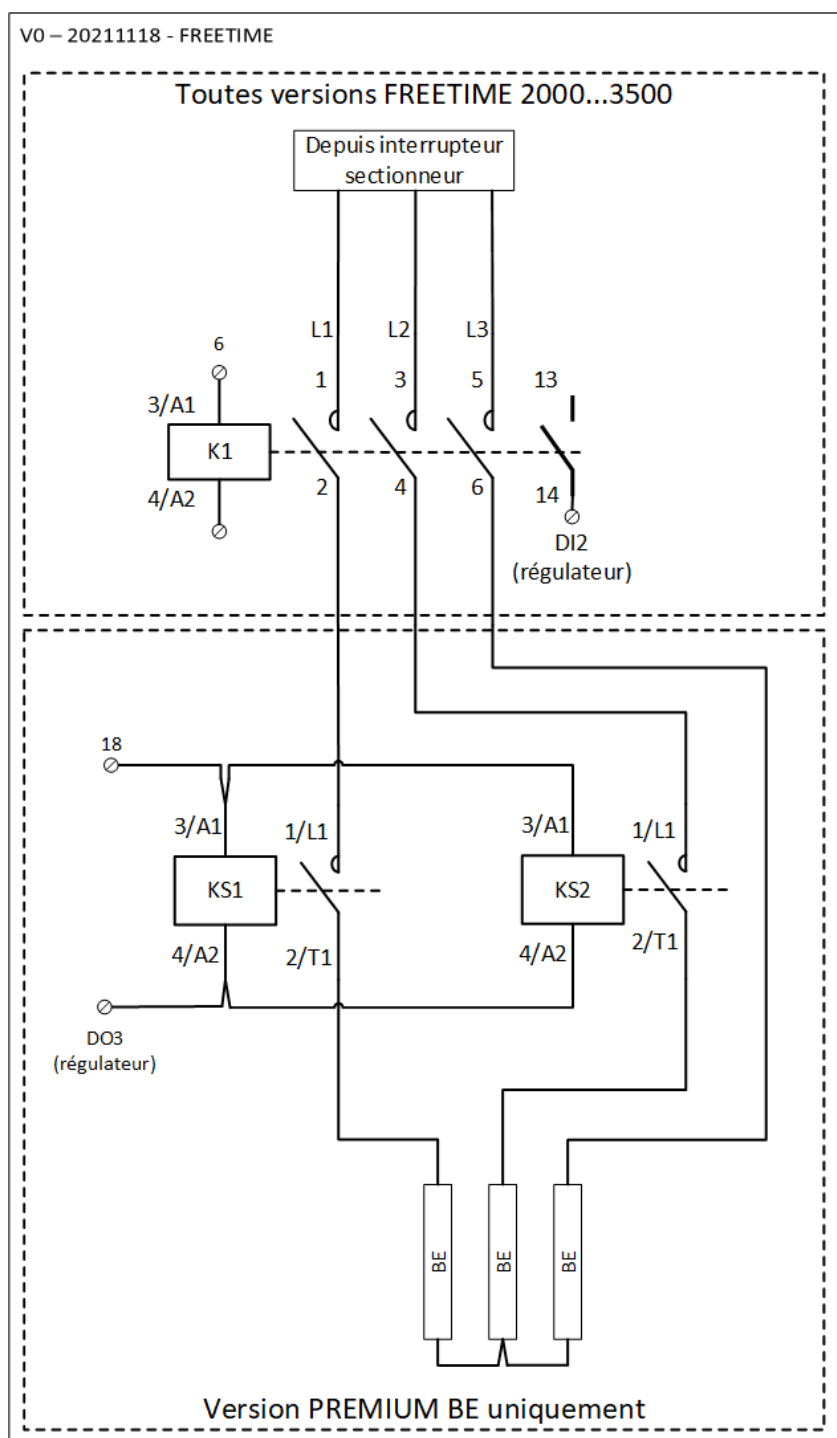 V0 – 20211118 - FREETIME
Toutes versions FREETIME 2000...3500
Depuis interrupteur
sectionneur
L1 L2 L3
6
1 3 5 13
3/A1
K1
4/A2
2 4 6 14
DI2
(régulateur)
18
3/A1 1/L1 3/A1 1/L1
KS1 KS2
4/A2 2/T1 4/A2 2/T1
DO3
(régulateur)
BE BE BE
Version PREMIUM BE uniquement